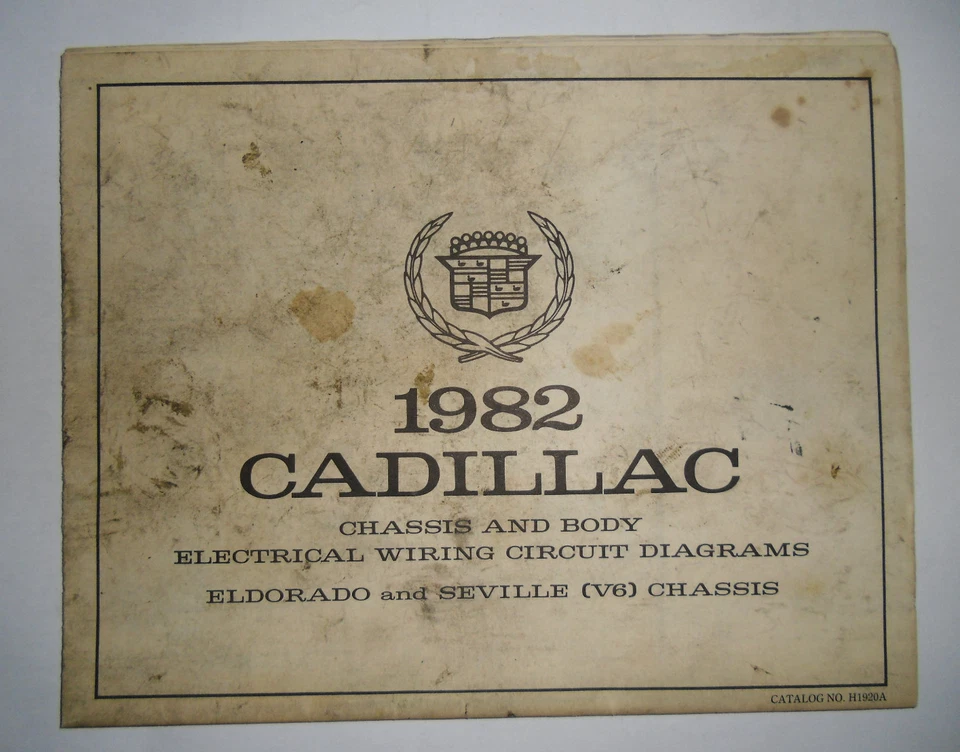 1982
CADILLAC
CHASSIS AND BODY
ELECTRICAL WIRING CIRCUIT DIAGRAMS
ELDORADO and SEVILLE (V6) CHASSIS
CATALOG NO. H1920A